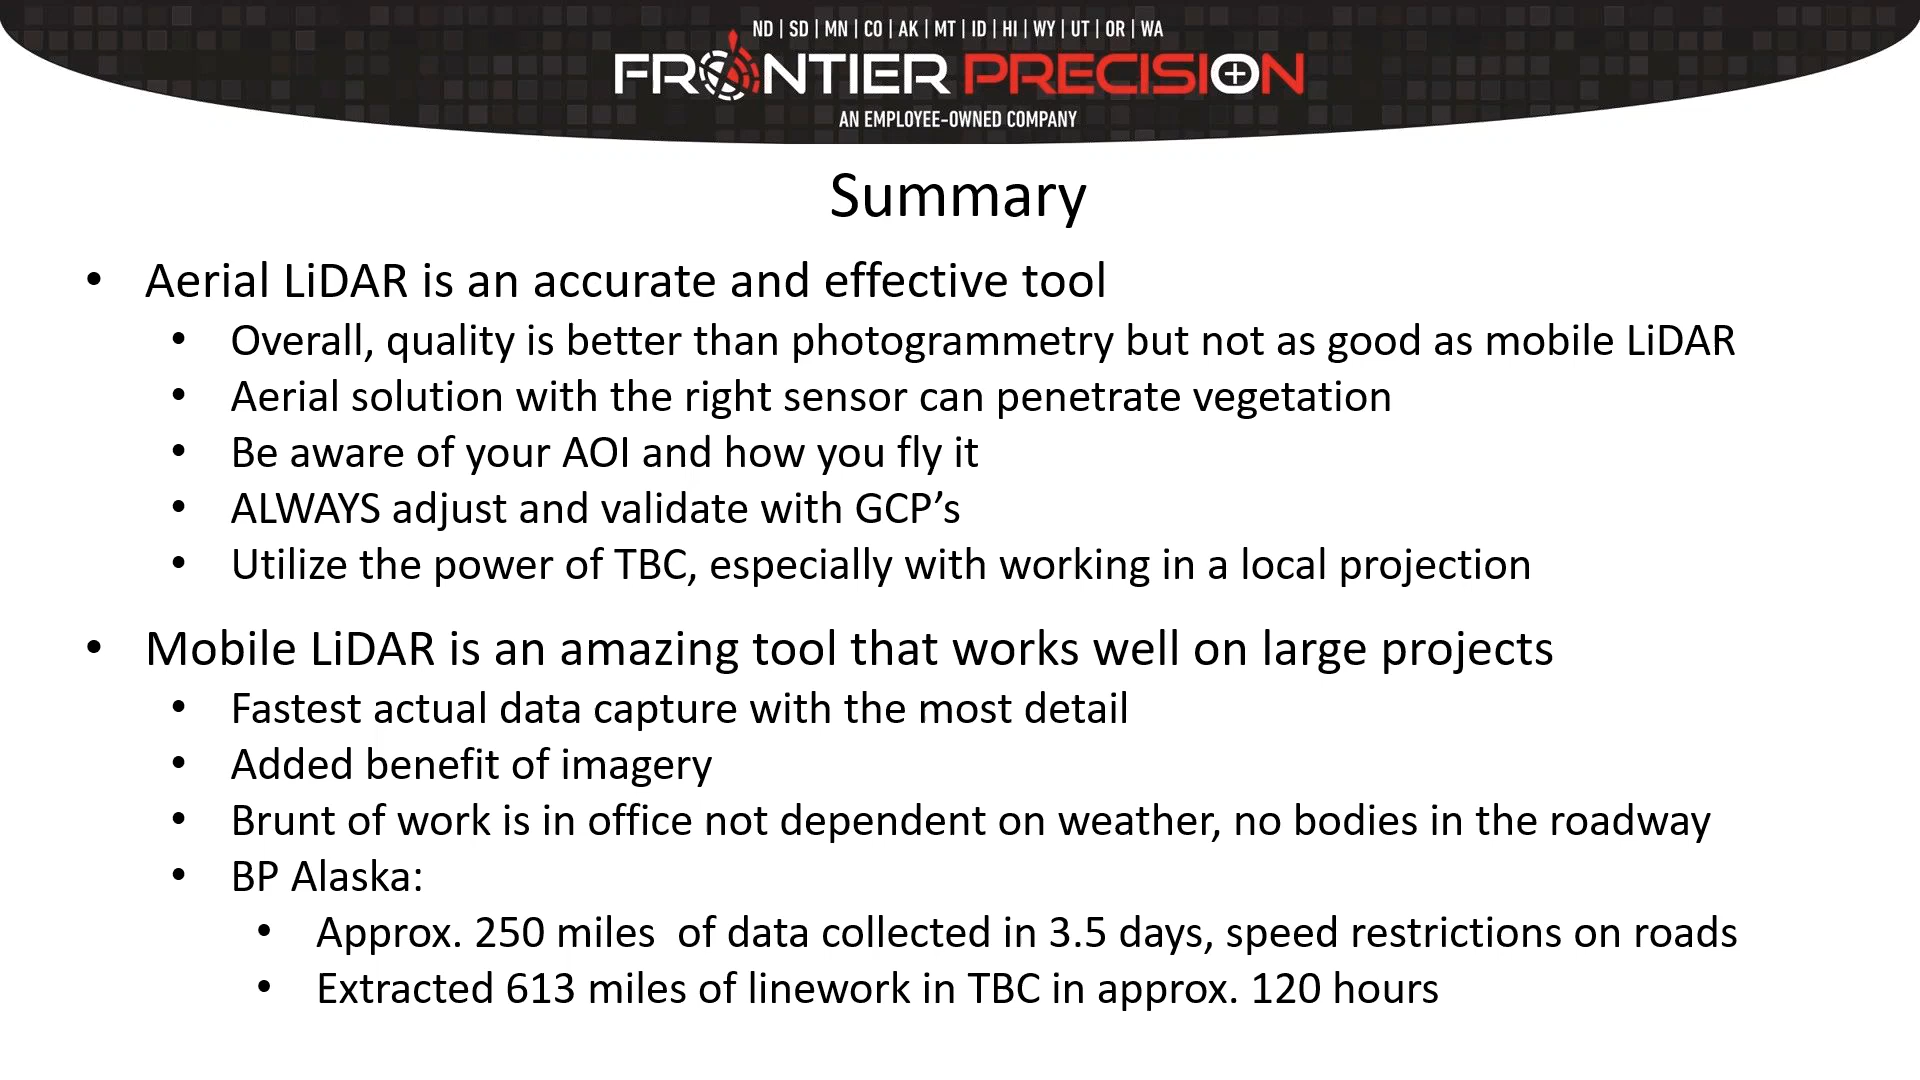 ND | SD | MN | CO | AK | MT | ID | HI | WY | UT | OR | WA
FRONTIER PRECISION
AN EMPLOYEE-OWNED COMPANY
Summary
• Aerial LiDAR is an accurate and effective tool
• Overall, quality is better than photogrammetry but not as good as mobile LiDAR
• Aerial solution with the right sensor can penetrate vegetation
• Be aware of your AOI and how you fly it
• ALWAYS adjust and validate with GCP’s
• Utilize the power of TBC, especially with working in a local projection
• Mobile LiDAR is an amazing tool that works well on large projects
• Fastest actual data capture with the most detail
• Added benefit of imagery
• Brunt of work is in office not dependent on weather, no bodies in the roadway
• BP Alaska:
• Approx. 250 miles  of data collected in 3.5 days, speed restrictions on roads
• Extracted 613 miles of linework in TBC in approx. 120 hours